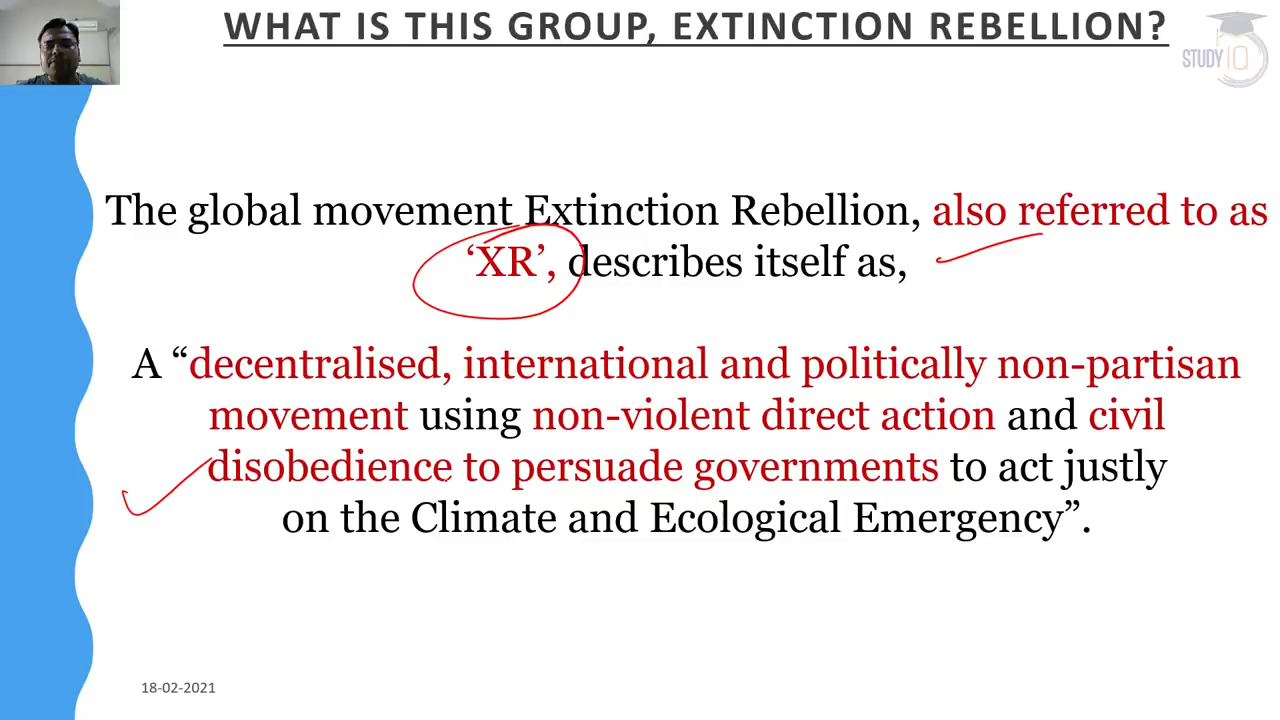 WHAT IS THIS GROUP, EXTINCTION REBELLION?
STUDY IQ
The global movement Extinction Rebellion, also referred to as
‘XR’, describes itself as,
A “decentralised, international and politically non-partisan
movement using non-violent direct action and civil
disobedience to persuade governments to act justly
on the Climate and Ecological Emergency”.
18-02-2021